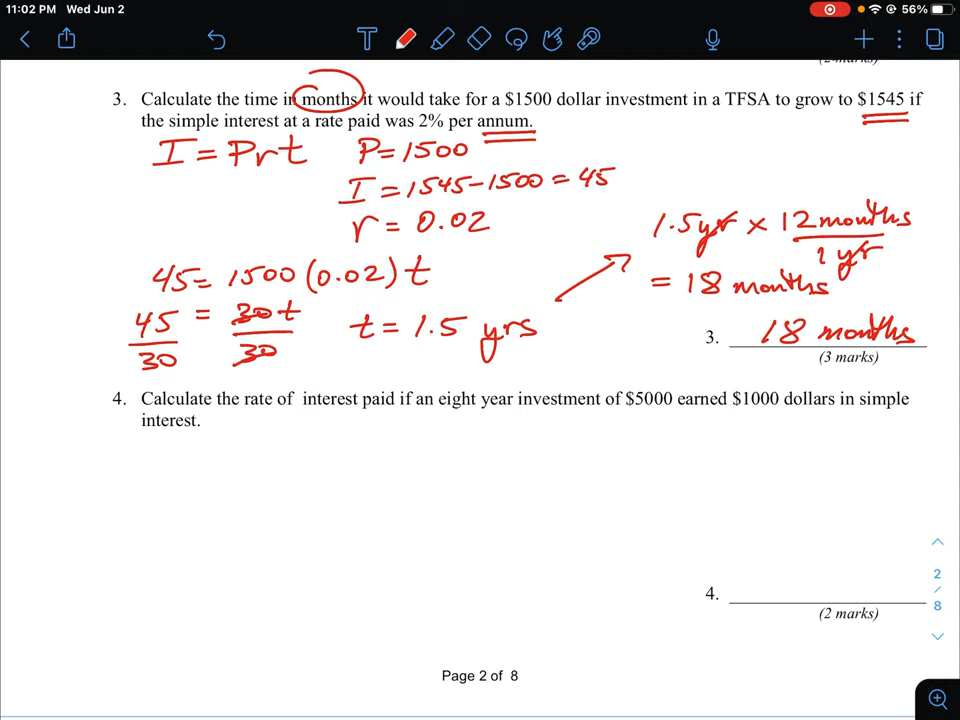 11:02 PM Wed Jun 2
56%
3. Calculate the time in months it would take for a $1500 dollar investment in a TFSA to grow to $1545 if
the simple interest at a rate paid was 2% per annum.
I = Prt
P = 1500
I = 1545 - 1500 = 45
r = 0.02
45 = 1500 (0.02) t
45/30 = 30t/30
t = 1.5 yrs
1.5yr × 12 months / 1 yr
= 18 months
3. 18 months
(3 marks)
4. Calculate the rate of interest paid if an eight year investment of $5000 earned $1000 dollars in simple
interest.
4.
(2 marks)
2
/
8
Page 2 of 8